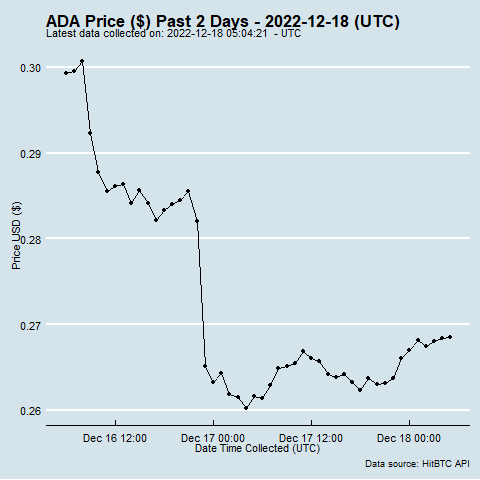 ADA Price ($) Past 2 Days - 2022-12-18 (UTC)
Latest data collected on: 2022-12-18 05:04:21 - UTC
0.30
0.29
0.28
0.27
0.26
Price USD ($)
Dec 16 12:00 Dec 17 00:00 Dec 17 12:00 Dec 18 00:00
Date Time Collected (UTC)
Data source: HitBTC API